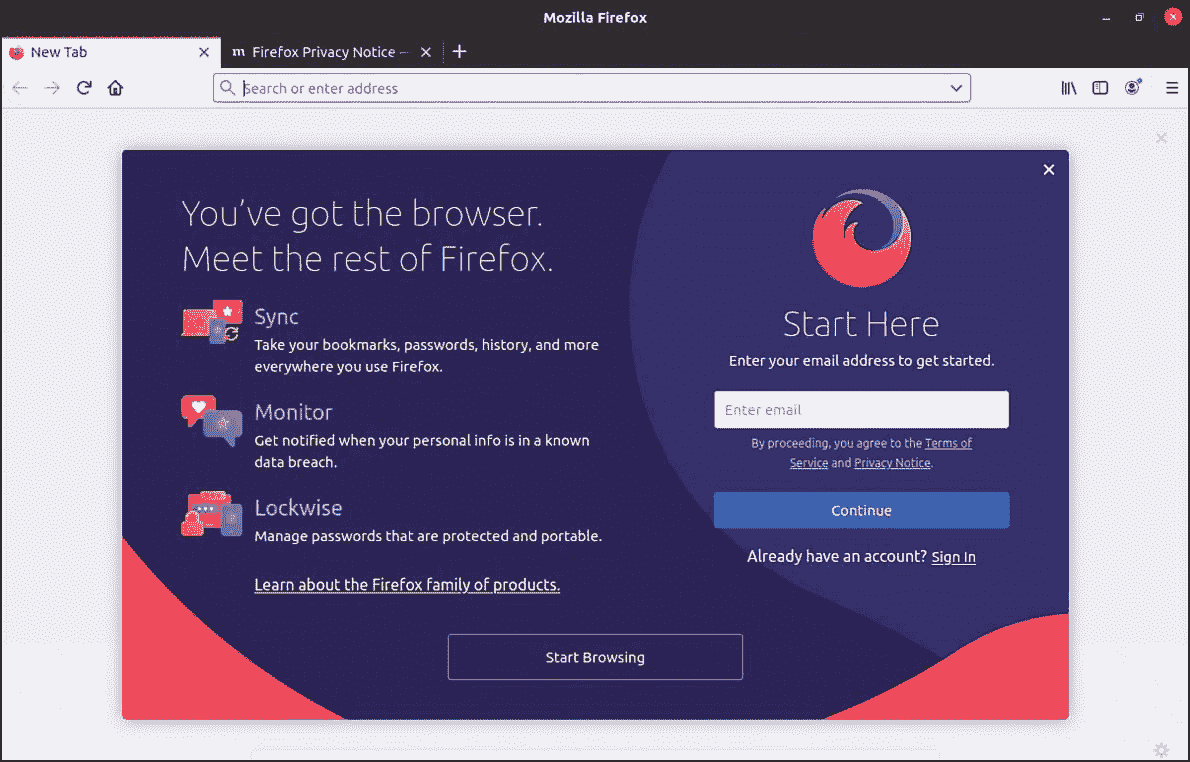 Mozilla Firefox
New Tab
m Firefox Privacy Notice —
Search or enter address
You’ve got the browser.
Meet the rest of Firefox.
Sync
Take your bookmarks, passwords, history, and more
everywhere you use Firefox.
Monitor
Get notified when your personal info is in a known
data breach.
Lockwise
Manage passwords that are protected and portable.
Learn about the Firefox family of products.
Start Here
Enter your email address to get started.
Enter email
By proceeding, you agree to the Terms of
Service and Privacy Notice.
Continue
Already have an account? Sign In
Start Browsing